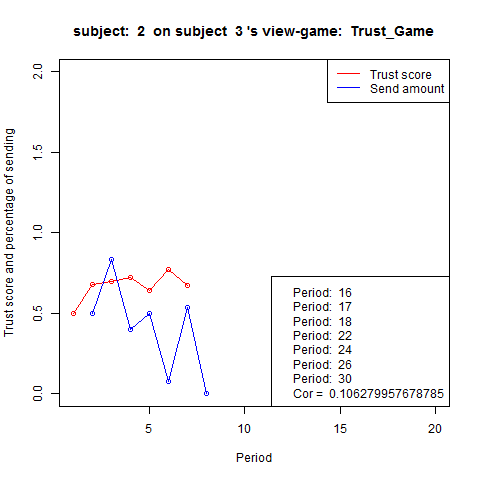 subject: 2 on subject 3 's view-game: Trust_Game
Trust score and percentage of sending
2.0
1.5
1.0
0.5
0.0
Trust score
Send amount
Period: 16
Period: 17
Period: 18
Period: 22
Period: 24
Period: 26
Period: 30
Cor = 0.106279957678785
5 10 15 20
Period